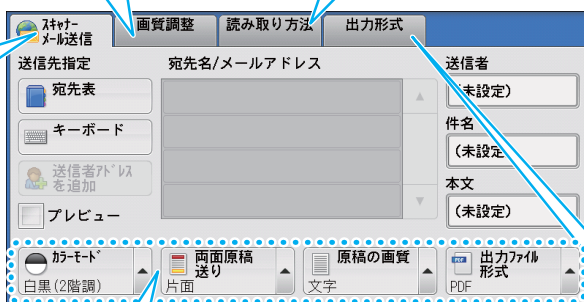 スキャナー
メール送信
画質調整
読み取り方法
出力形式
送信先指定
宛先名/メールアドレス
送信者
宛先表
(未設定)
キーボード
件名
(未設定)
送信者アドレス
を追加
本文
プレビュー
(未設定)
カラーモード
白黒(2階調)
両面原稿
送り
片面
原稿の画質
文字
出力ファイル
形式
PDF